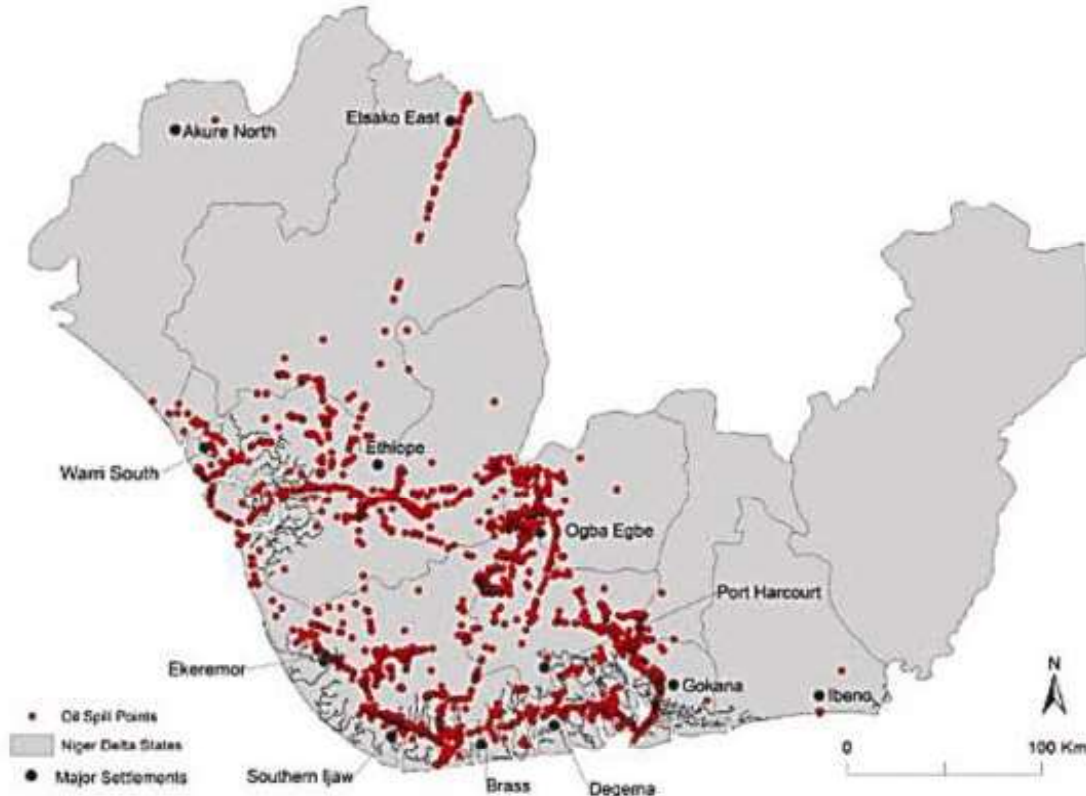 Etsako East
Akure North
Ethiope
Warri South
Ogba Egbe
Port Harcourt
Ekeremor
Gokana
Ibeno
N
Oil Spill Points
Niger Delta States
Major Settlements
0 100 Km
Southern Ijaw
Brass
Degema